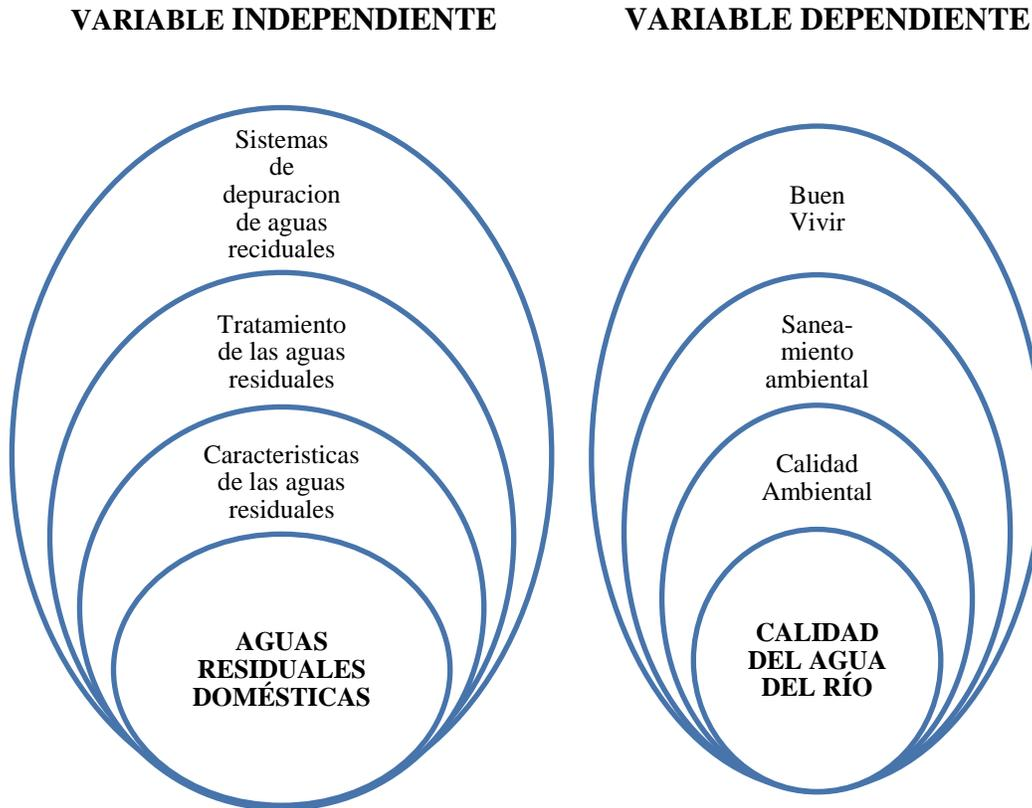 VARIABLE INDEPENDIENTE
Sistemas
de
depuracion
de aguas
reciduales
Tratamiento
de las aguas
residuales
Caracteristicas
de las aguas
residuales
AGUAS
RESIDUALES
DOMÉSTICAS
VARIABLE DEPENDIENTE
Buen
Vivir
Sanea-
miento
ambiental
Calidad
Ambiental
CALIDAD
DEL AGUA
DEL RÍO